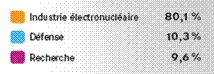 Industrie électronucléaire 80,1 %
Défense 10,3 %
Recherche 9,6 %